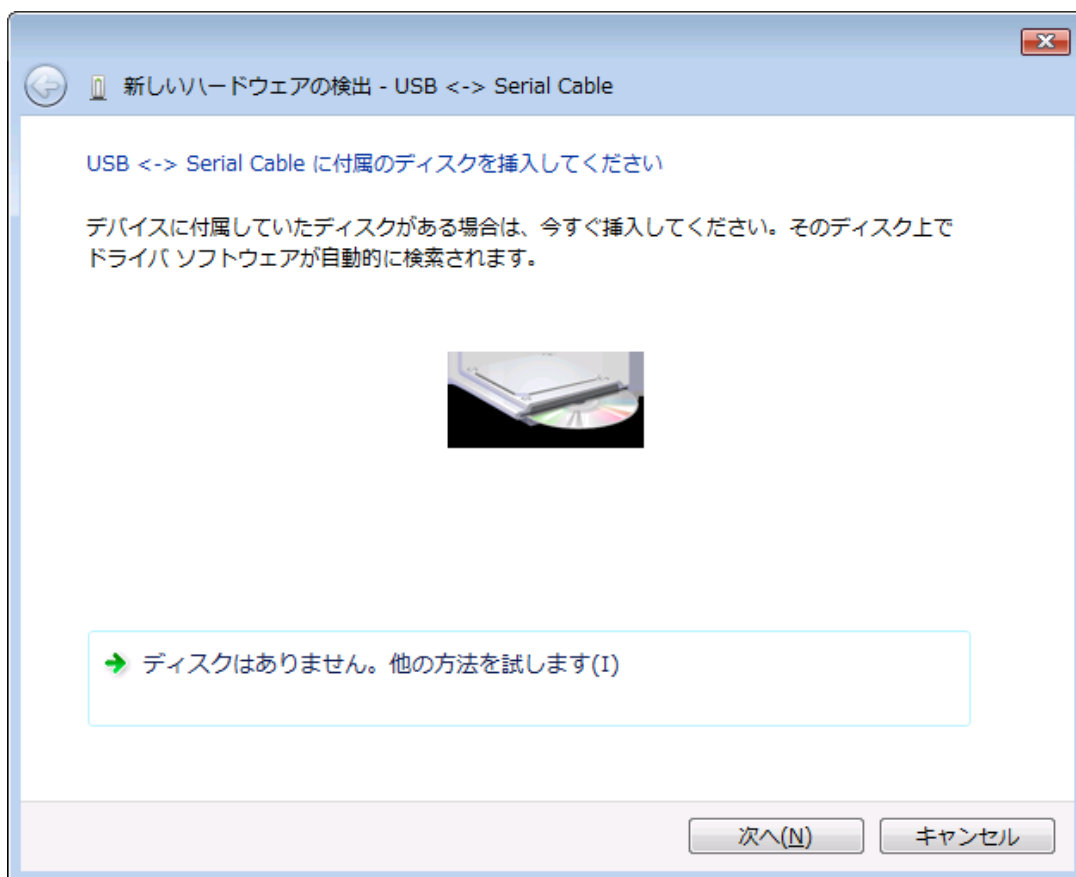 新しいハードウェアの検出 - USB <-> Serial Cable
USB <-> Serial Cable に付属のディスクを挿入してください
デバイスに付属していたディスクがある場合は、今すぐ挿入してください。そのディスク上で
ドライバ ソフトウェアが自動的に検索されます。
ディスクはありません。他の方法を試します(I)
次へ(N)
キャンセル